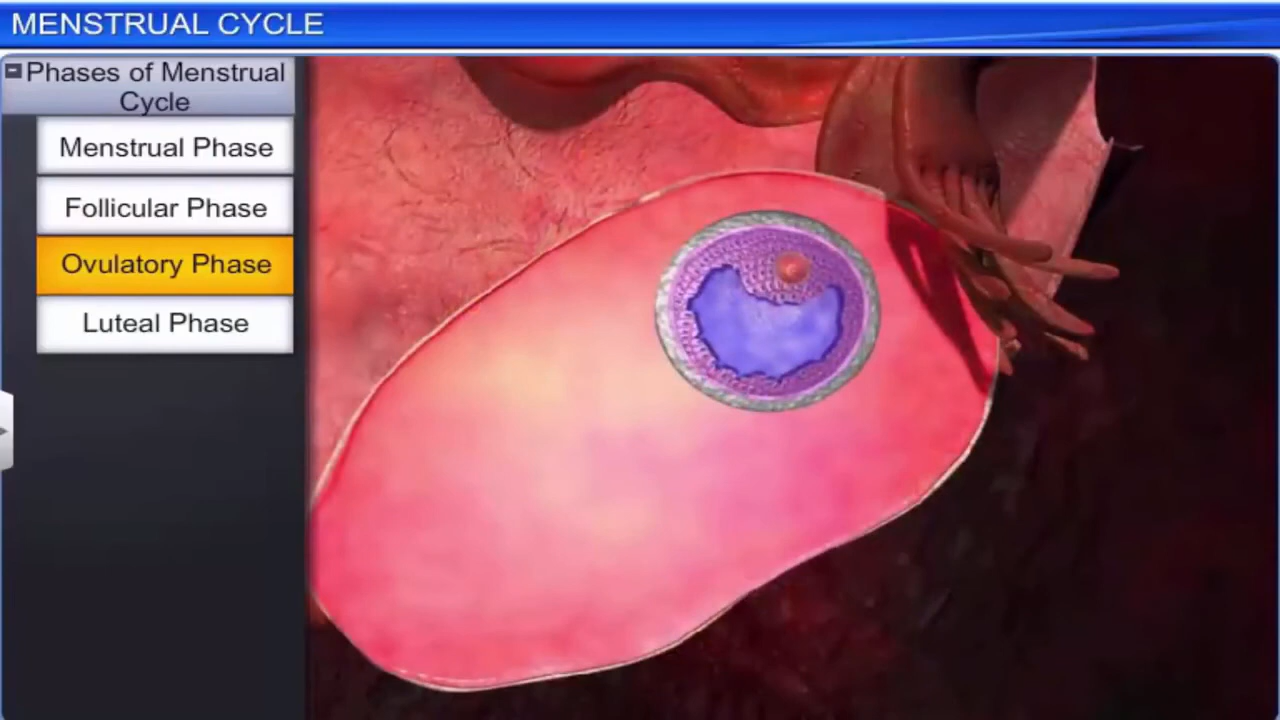 MENSTRUAL CYCLE
Phases of Menstrual
Cycle
Menstrual Phase
Follicular Phase
Ovulatory Phase
Luteal Phase